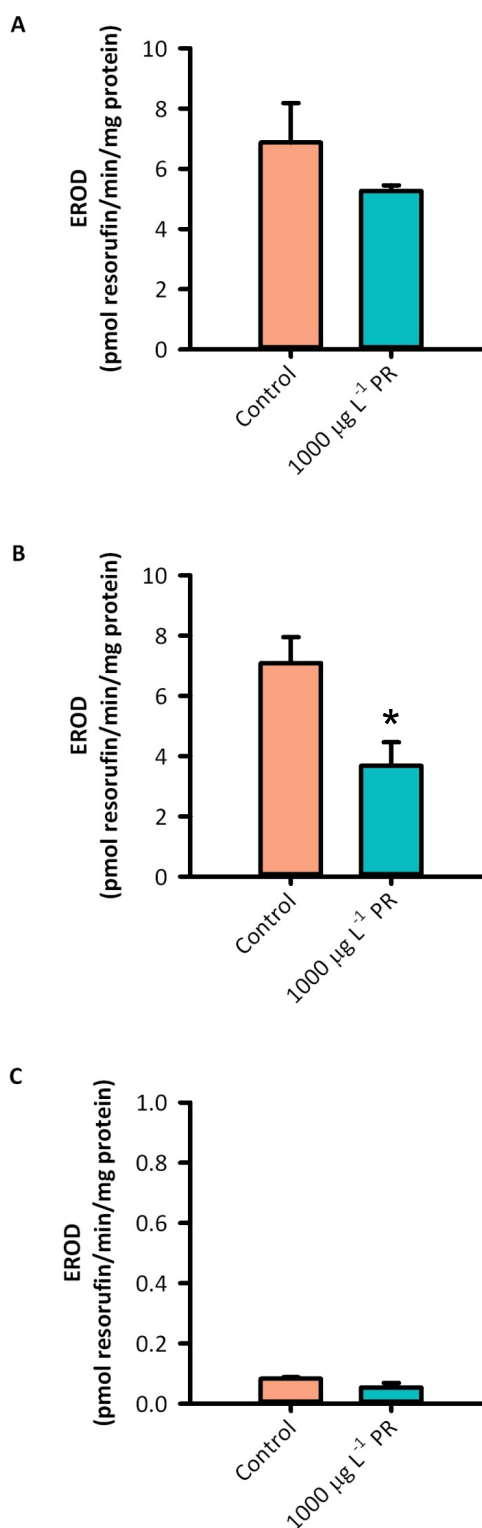 A
EROD
(pmol resorufin/min/mg protein)
10
8
6
4
2
0
Control
1000 µg L⁻¹ PR
B
EROD
(pmol resorufin/min/mg protein)
10
8
6
4
2
0
*
Control
1000 µg L⁻¹ PR
C
EROD
(pmol resorufin/min/mg protein)
1.0
0.8
0.6
0.4
0.2
0.0
Control
1000 µg L⁻¹ PR